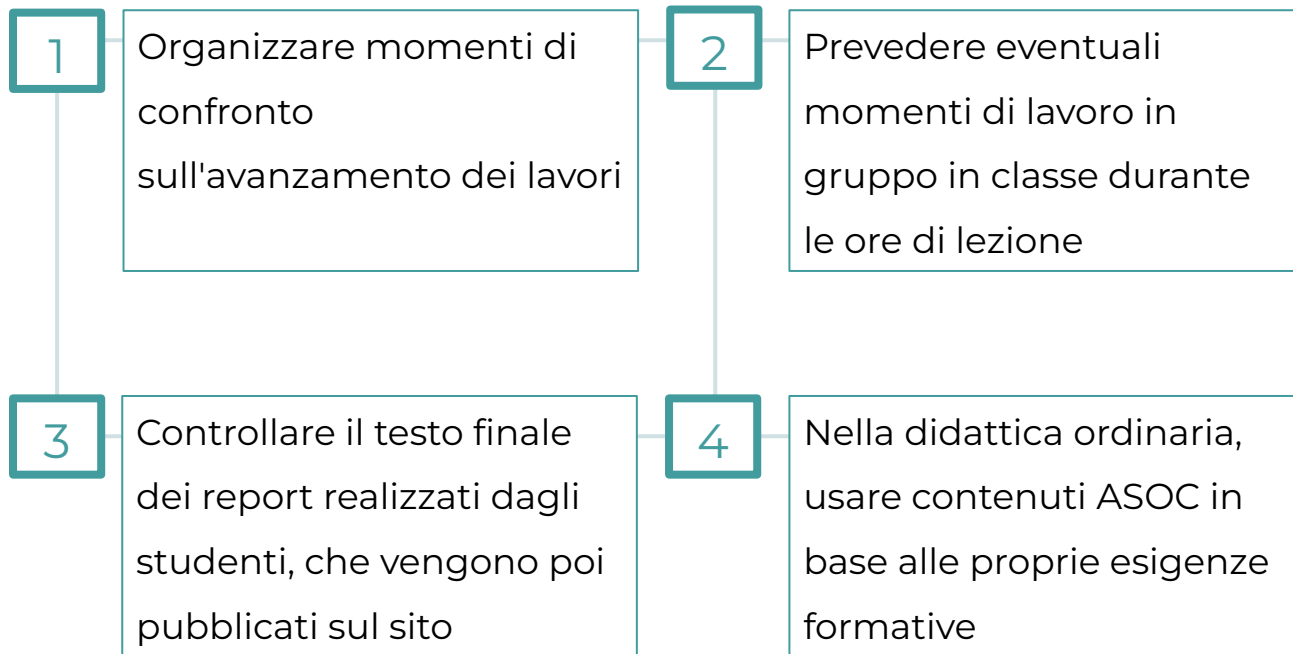 1
Organizzare momenti di
confronto
sull'avanzamento dei lavori
2
Prevedere eventuali
momenti di lavoro in
gruppo in classe durante
le ore di lezione
3
Controllare il testo finale
dei report realizzati dagli
studenti, che vengono poi
pubblicati sul sito
4
Nella didattica ordinaria,
usare contenuti ASOC in
base alle proprie esigenze
formative